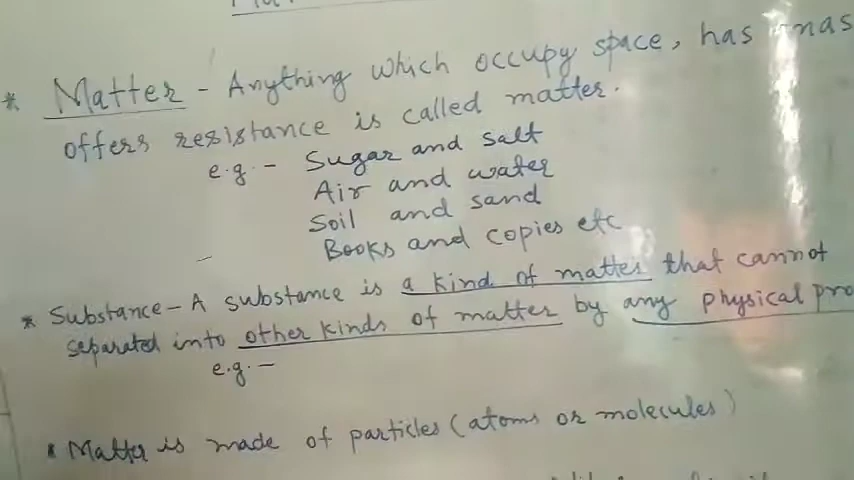 * Matter - Anything which occupy space, has mas
offers resistance is called matter.
e.g. - Sugar and salt
Air and water
Soil and sand
Books and copies etc
* Substance - A substance is a kind of matter that cannot
separated into other kinds of matter by any physical pro
e.g. -
* Matter is made of particles (atoms or molecules)